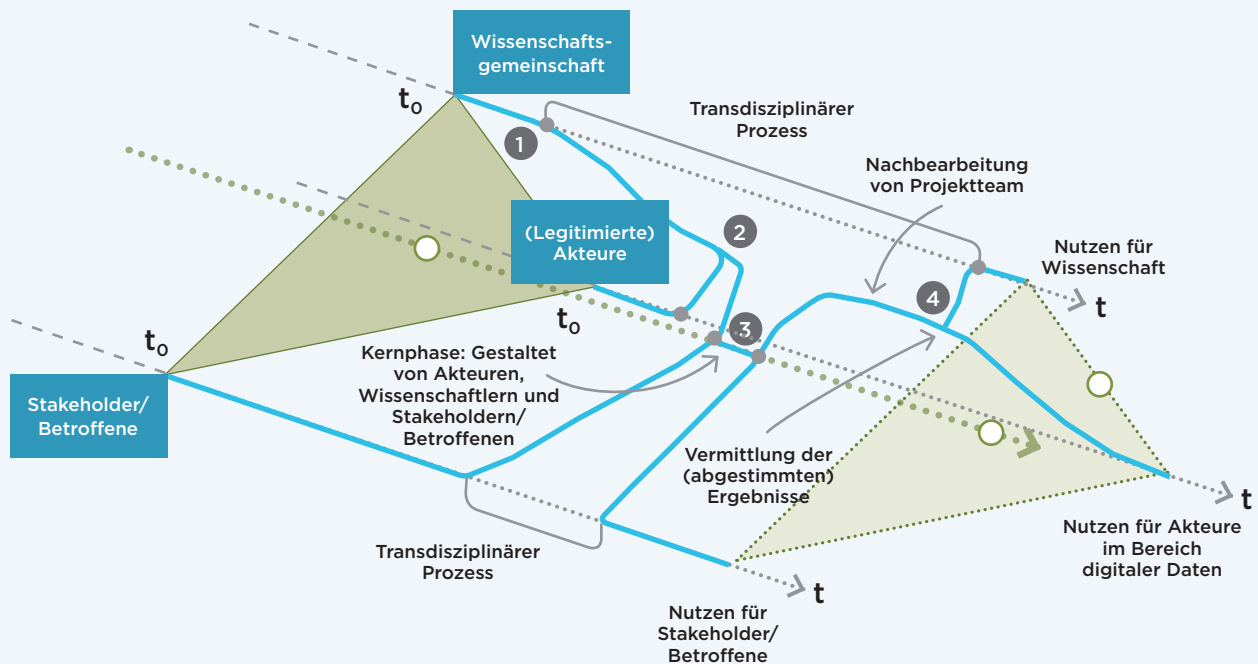 Wissenschafts-
gemeinschaft
t₀
1
Transdisziplinärer
Prozess
Nachbearbeitung
von Projektteam
(Legitimierte)
Akteure
2
Nutzen für
Wissenschaft
t
4
t₀
3
t₀
Kernphase: Gestaltet
von Akteuren,
Wissenschaftlern und
Stakeholdern/
Betroffenen
Stakeholder/
Betroffene
Vermittlung der
(abgestimmten)
Ergebnisse
t
Nutzen für Akteure
im Bereich
digitaler Daten
Transdisziplinärer
Prozess
t
Nutzen für
Stakeholder/
Betroffene